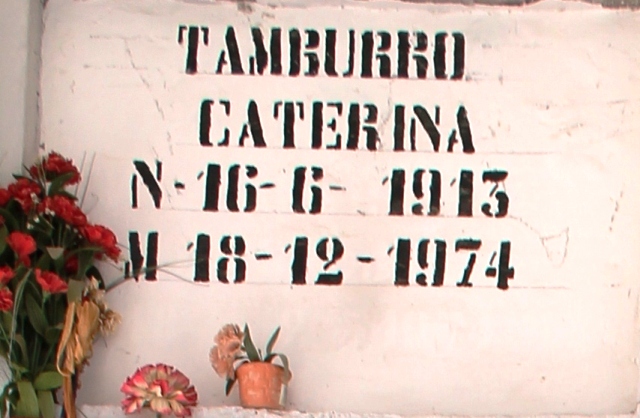 TAMBURRO
CATERINA
N-16-6- 1913
M 18-12-1974